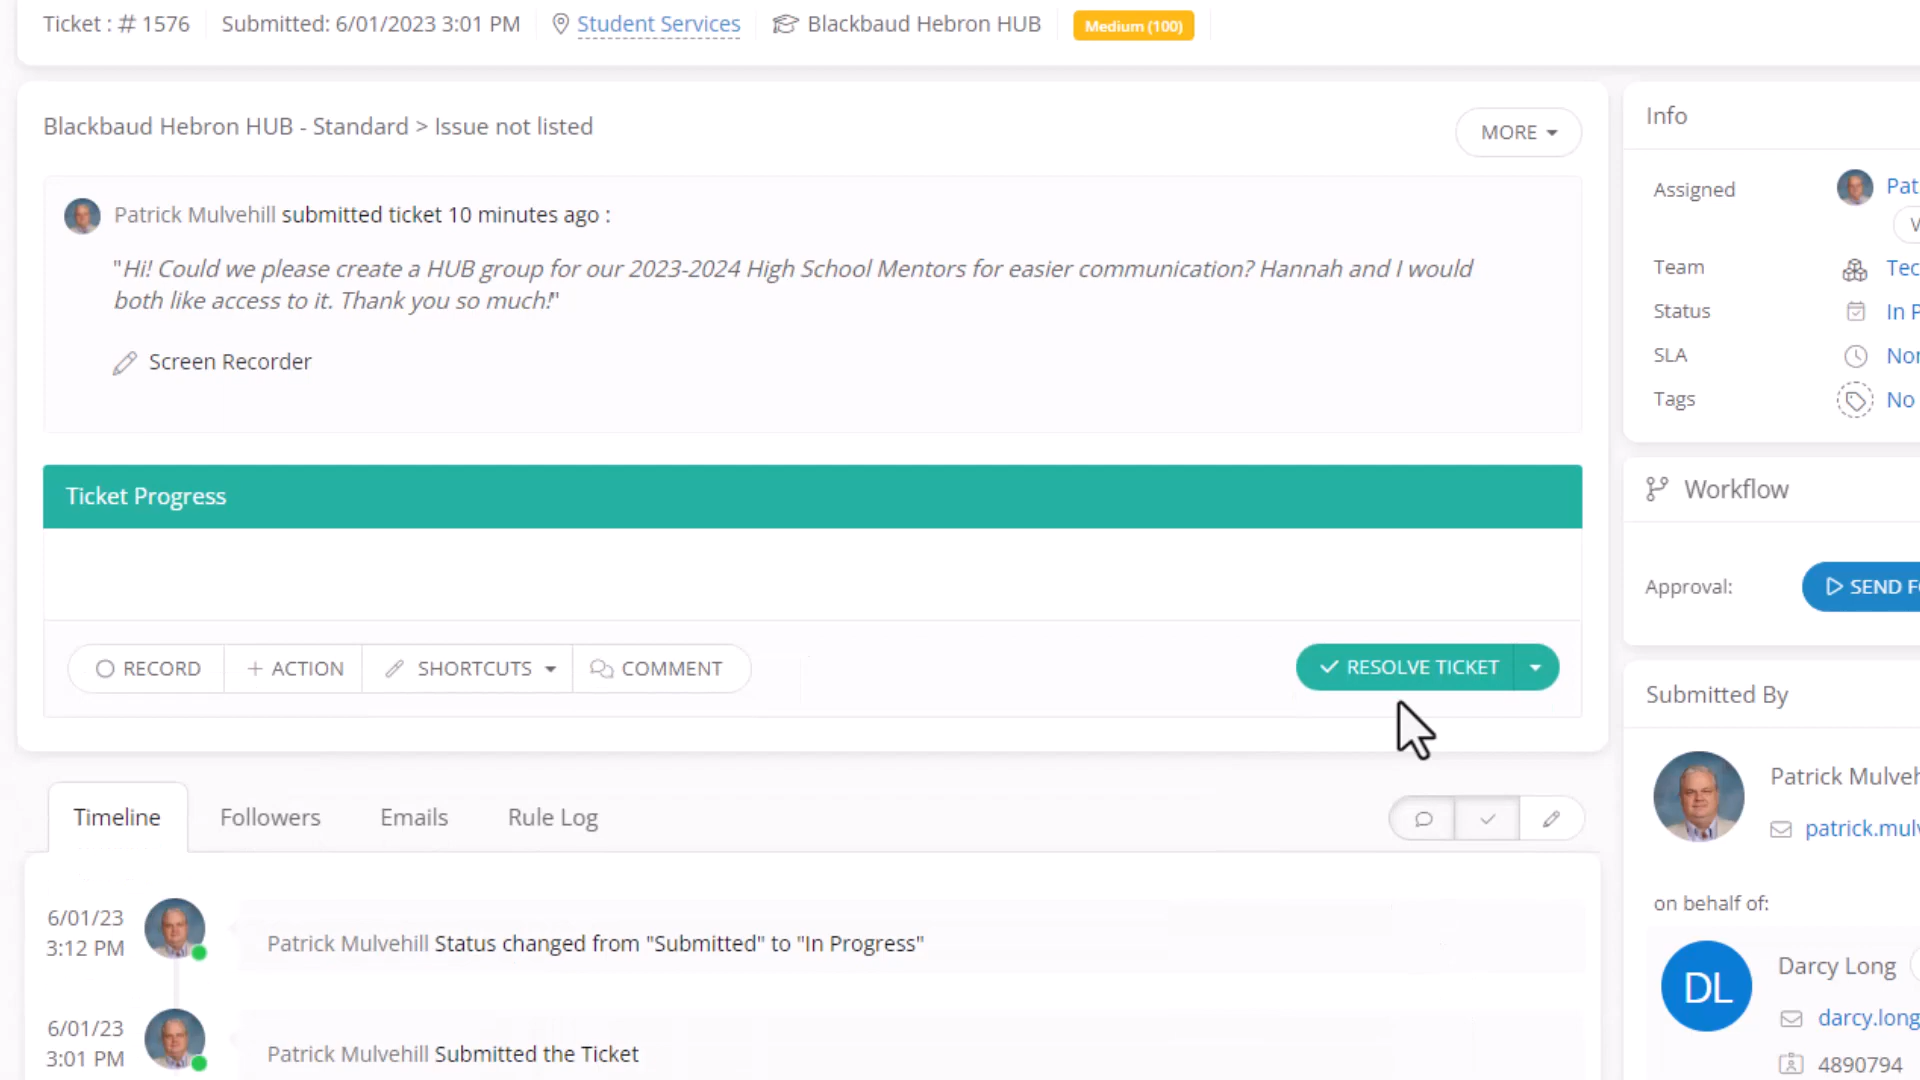 Ticket : # 1576 Submitted: 6/01/2023 3:01 PM Student Services Blackbaud Hebron HUB Medium (100)
Blackbaud Hebron HUB - Standard > Issue not listed
MORE
Patrick Mulvehill submitted ticket 10 minutes ago :
"Hi! Could we please create a HUB group for our 2023-2024 High School Mentors for easier communication? Hannah and I would
both like access to it. Thank you so much!"
Screen Recorder
Ticket Progress
RECORD + ACTION SHORTCUTS COMMENT
RESOLVE TICKET
Timeline Followers Emails Rule Log
6/01/23
3:12 PM
Patrick Mulvehill Status changed from "Submitted" to "In Progress"
6/01/23
3:01 PM
Patrick Mulvehill Submitted the Ticket
Info
Assigned Pat
V
Team Tec
Status In P
SLA Nor
Tags No
Workflow
Approval: SEND F
Submitted By
Patrick Mulveh
patrick.mulv
on behalf of:
DL
Darcy Long
darcy.long
4890794